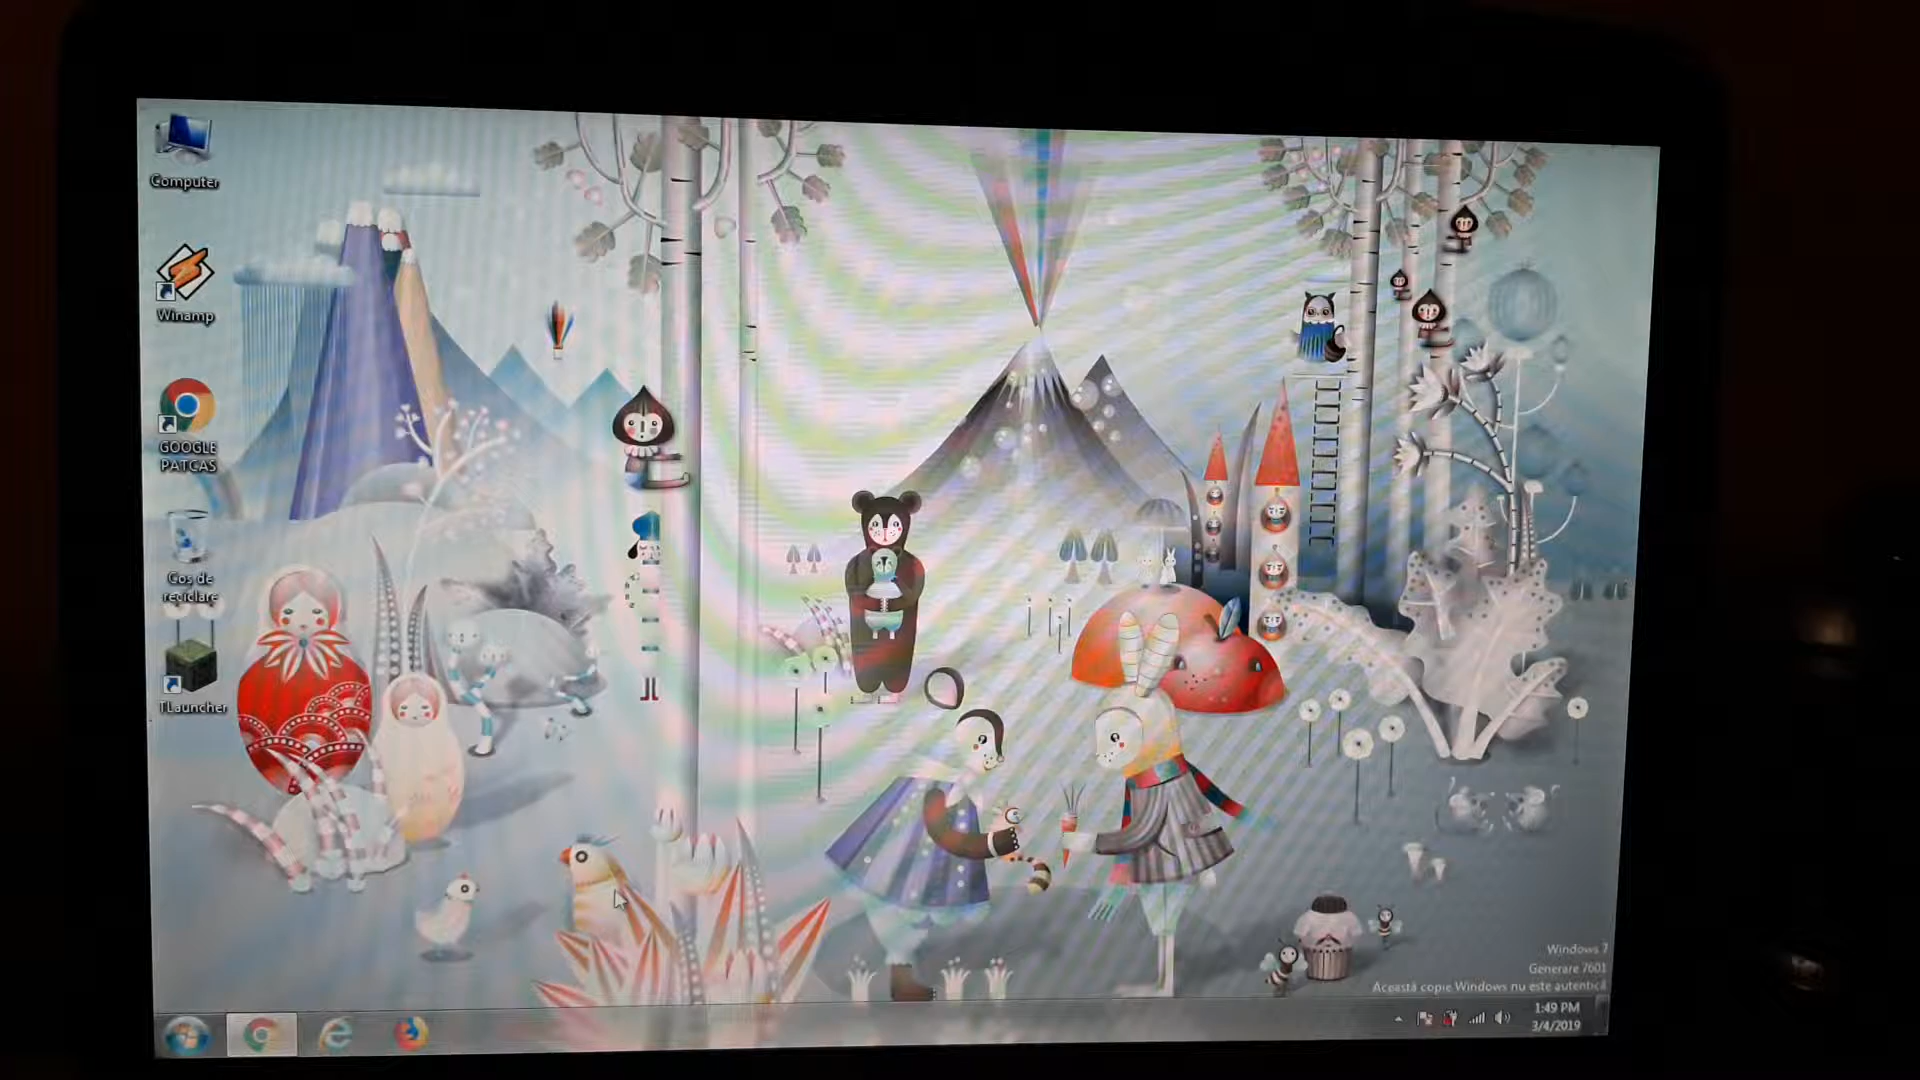 Computer
Winamp
GOOGLE
PATCAS
Coș de
reciclare
TLauncher
Windows 7
Generare 7601
Această copie Windows nu este autentică
1:49 PM
3/4/2019